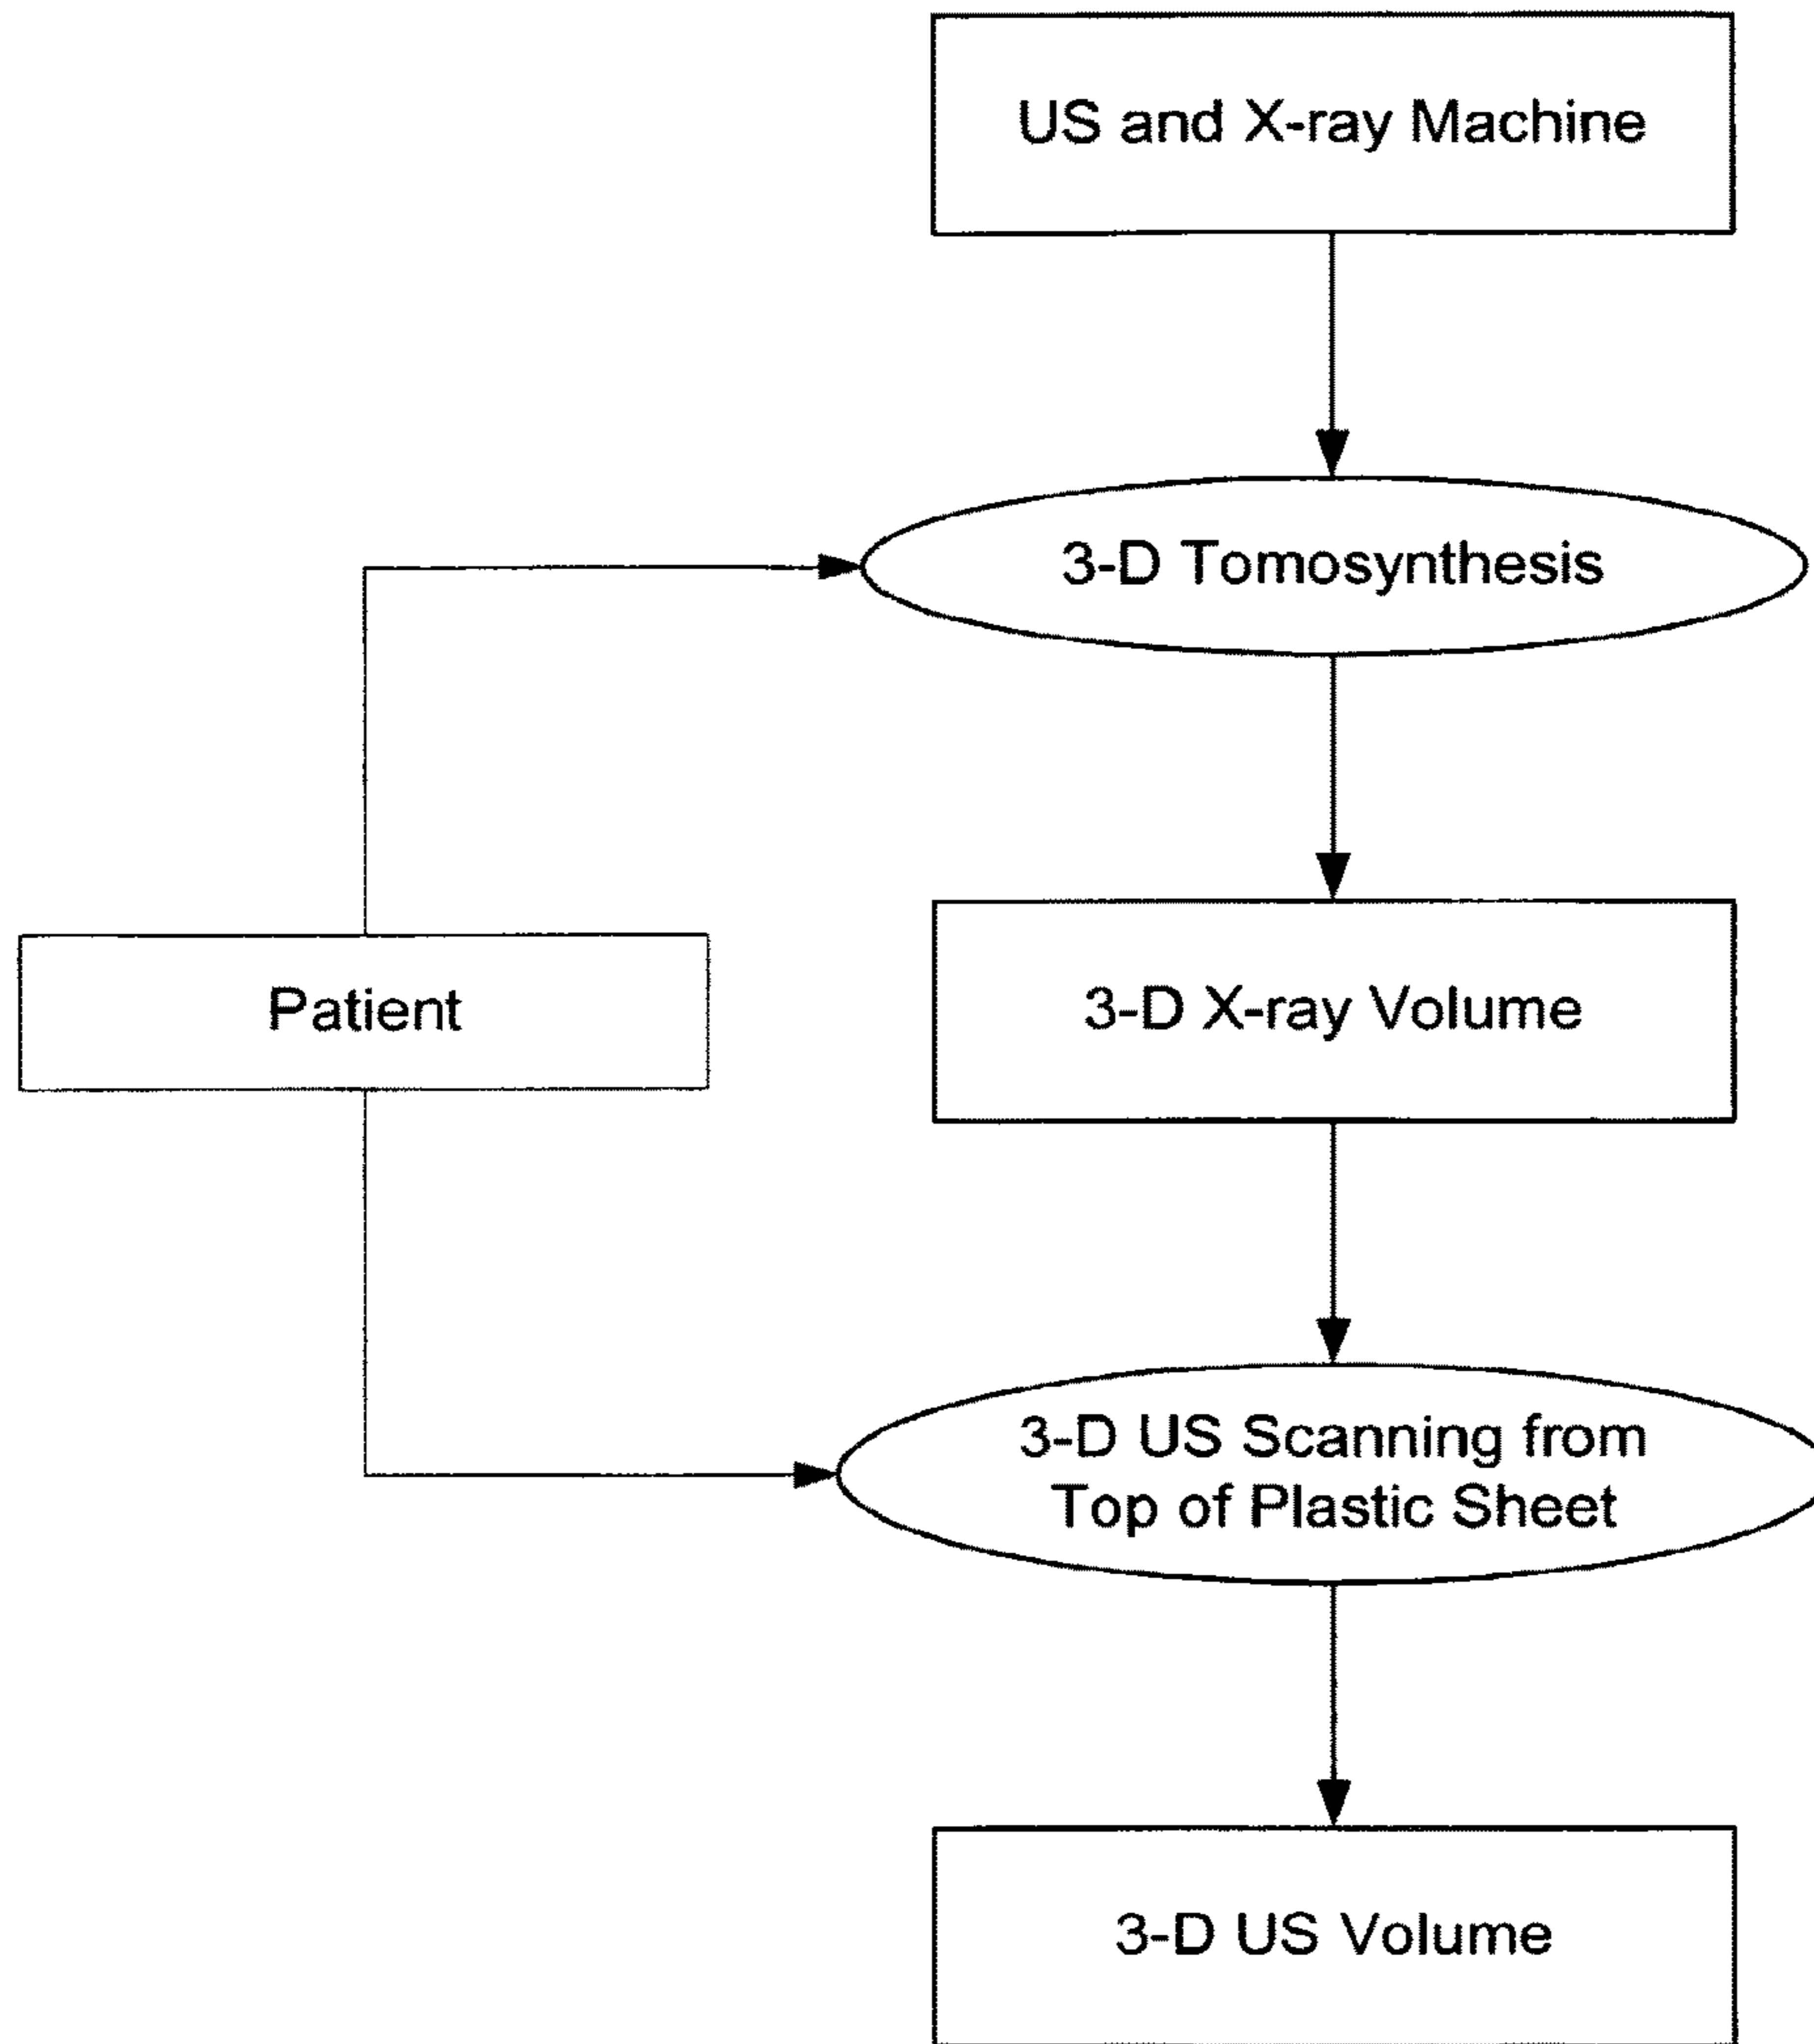 US and X-ray Machine
3-D Tomosynthesis
Patient
3-D X-ray Volume
3-D US Scanning from
Top of Plastic Sheet
3-D US Volume